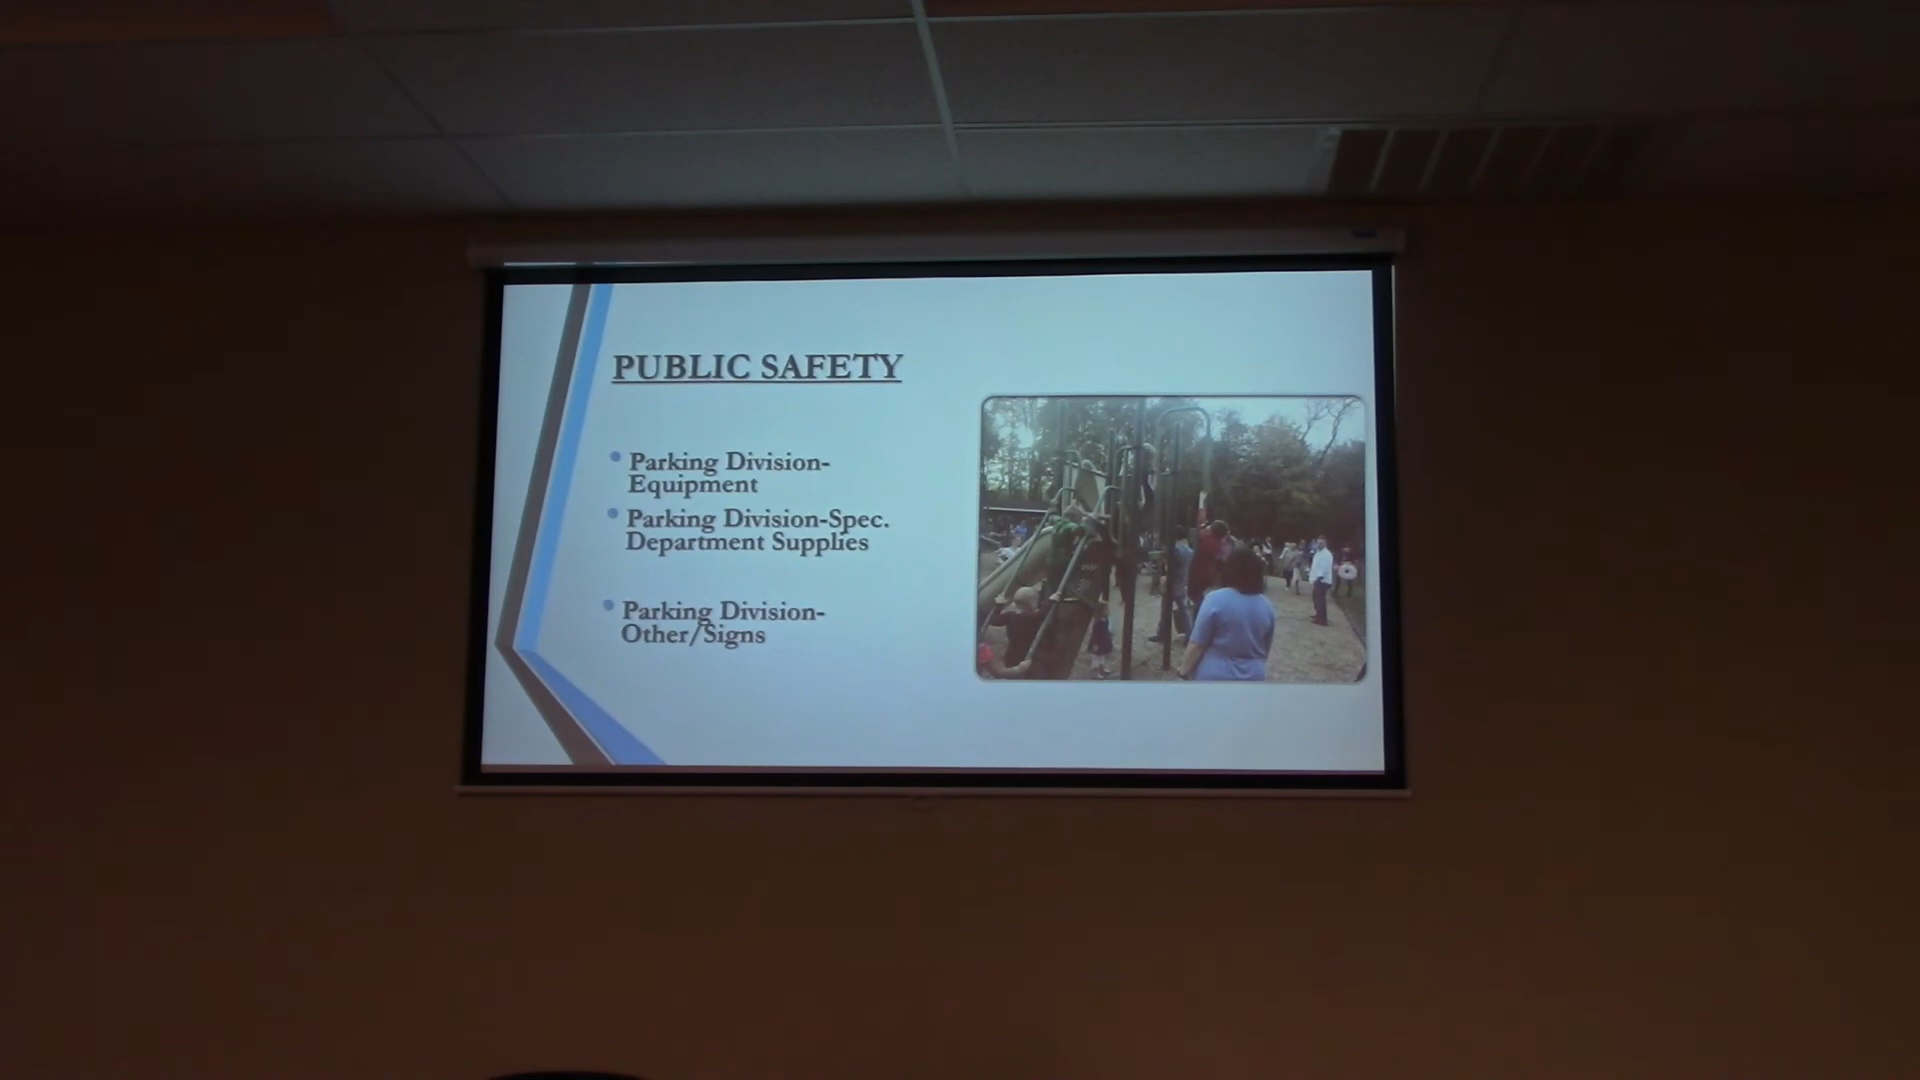 PUBLIC SAFETY
Parking Division-
Equipment
Parking Division-Spec.
Department Supplies
Parking Division-
Other/Signs